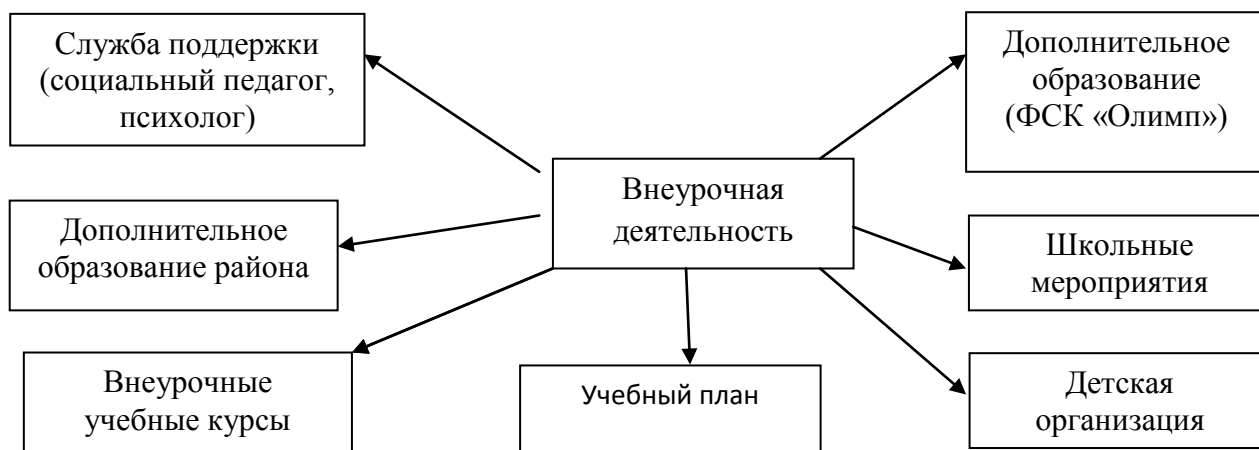 Служба поддержки
(социальный педагог,
психолог)
Дополнительное
образование
(ФСК «Олимп»)
Внеурочная
деятельность
Дополнительное
образование района
Школьные
мероприятия
Внеурочные
учебные курсы
Учебный план
Детская
организация